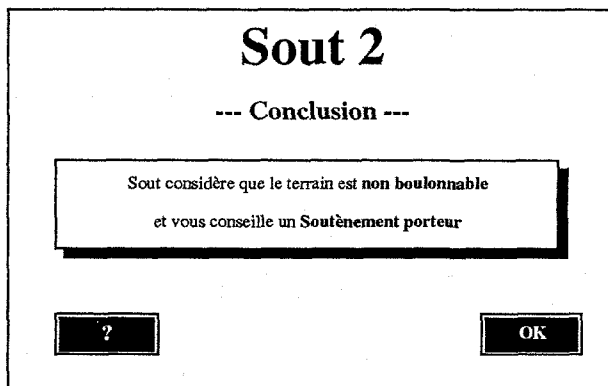 Sout 2
--- Conclusion ---
Sout considère que le terrain est non boulonnable
et vous conseille un Soutènement porteur
?
OK